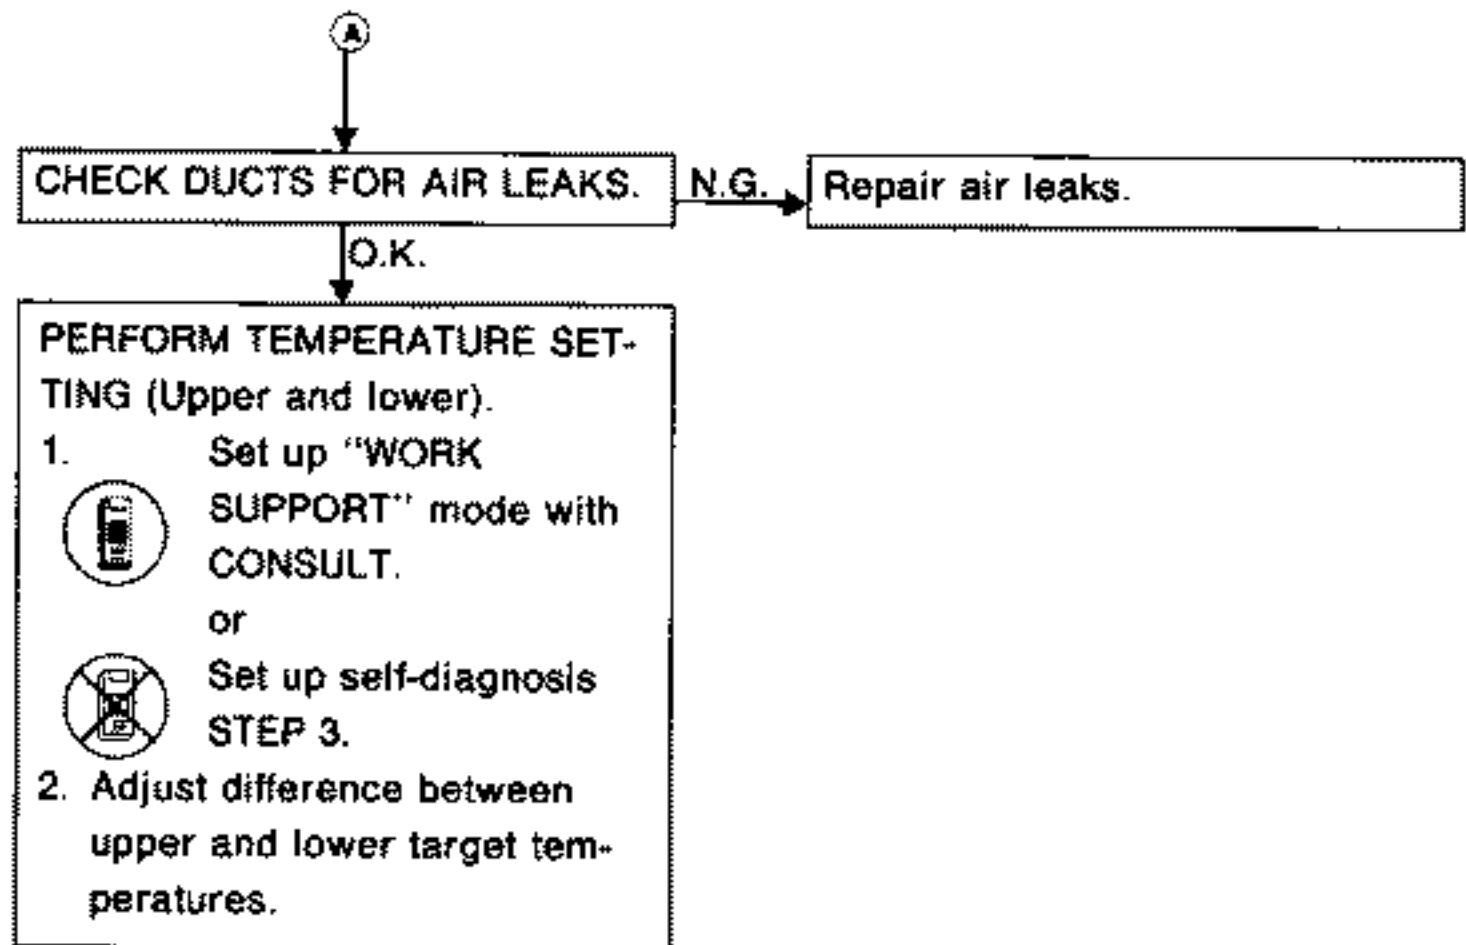 A
CHECK DUCTS FOR AIR LEAKS.
N.G.
Repair air leaks.
O.K.
PERFORM TEMPERATURE SET-
TING (Upper and lower).
1. Set up "WORK
SUPPORT" mode with
CONSULT.
or
Set up self-diagnosis
STEP 3.
2. Adjust difference between
upper and lower target tem-
peratures.